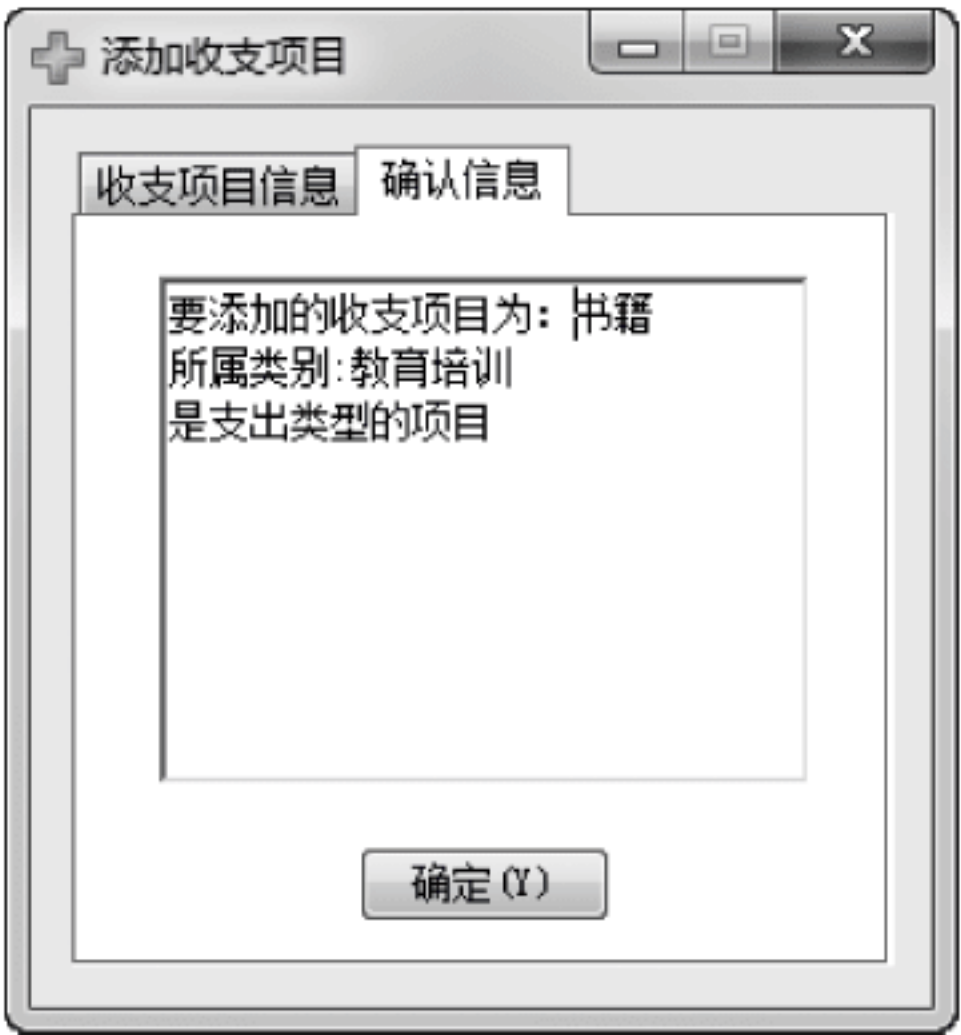 添加收支项目
收支项目信息
确认信息
要添加的收支项目为：书籍
所属类别:教育培训
是支出类型的项目
确定(Y)